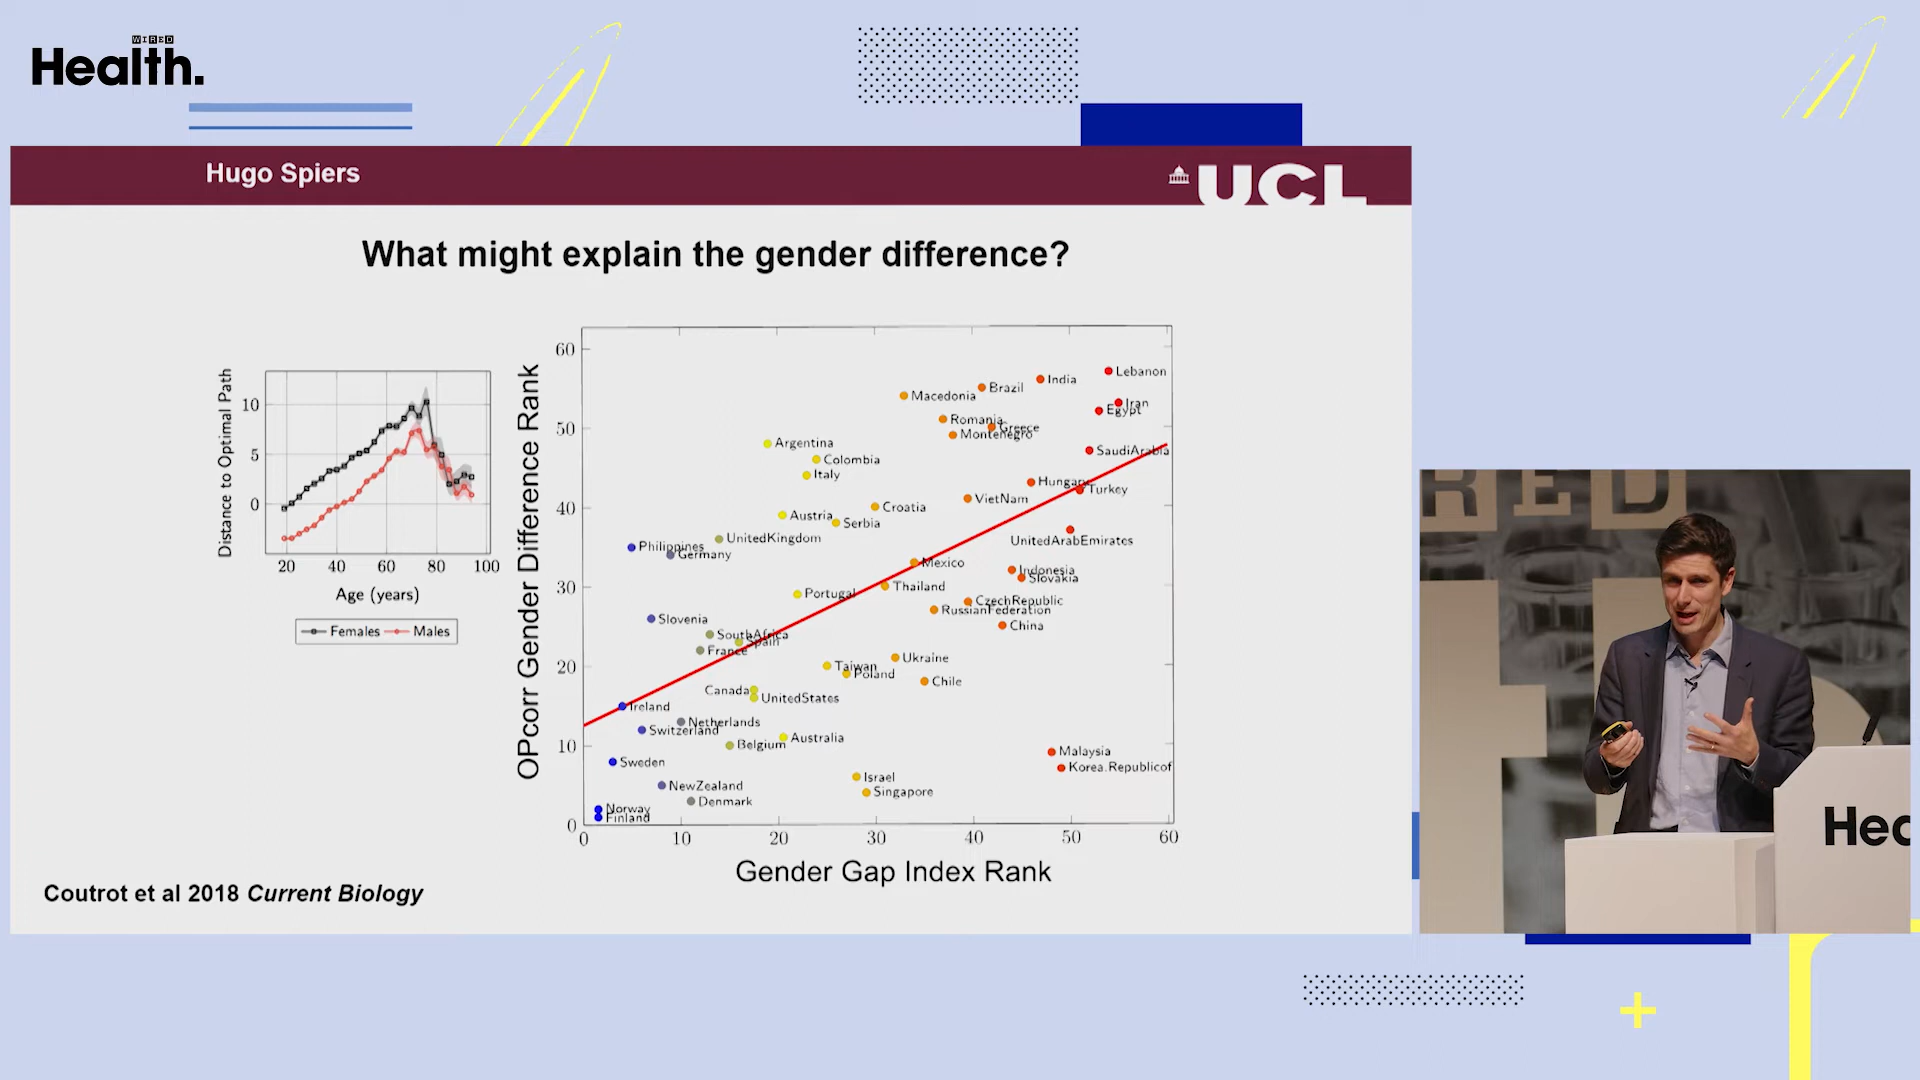 WIRED
Health.
Hugo Spiers
UCL
What might explain the gender difference?
Distance to Optimal Path
10
5
0
20 40 60 80 100
Age (years)
Females Males
OPcorr Gender Difference Rank
60
50
40
30
20
10
0
0 10 20 30 40 50 60
Gender Gap Index Rank
Lebanon
India
Brazil
Macedonia
Iran
Egypt
Romania
Greece
Montenegro
Argentina
SaudiArabia
Colombia
Italy
Hungary
Turkey
VietNam
Croatia
Austria
Serbia
UnitedKingdom
UnitedArabEmirates
Philippines
Germany
Mexico
Indonesia
Slovakia
Thailand
Portugal
CzechRepublic
RussianFederation
China
Slovenia
SouthAfrica
Spain
France
Ukraine
Taiwan
Poland
Chile
Canada
UnitedStates
Ireland
Netherlands
Switzerland
Australia
Belgium
Malaysia
Korea.Republicof
Sweden
Israel
NewZealand
Singapore
Denmark
Norway
Finland
Coutrot et al 2018 Current Biology
RED
Hea